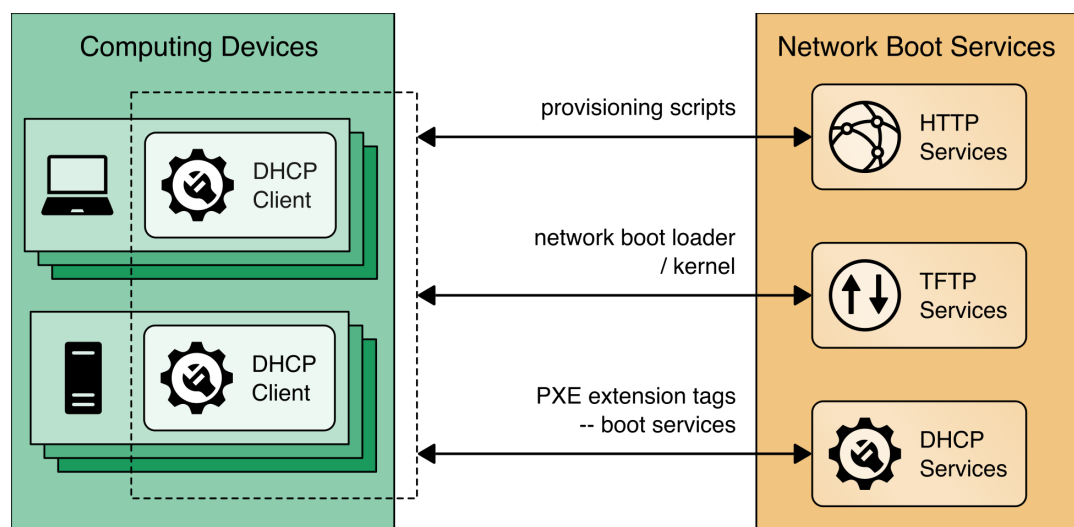 Computing Devices
DHCP
Client
DHCP
Client
provisioning scripts
network boot loader
/ kernel
PXE extension tags
-- boot services
Network Boot Services
HTTP
Services
TFTP
Services
DHCP
Services